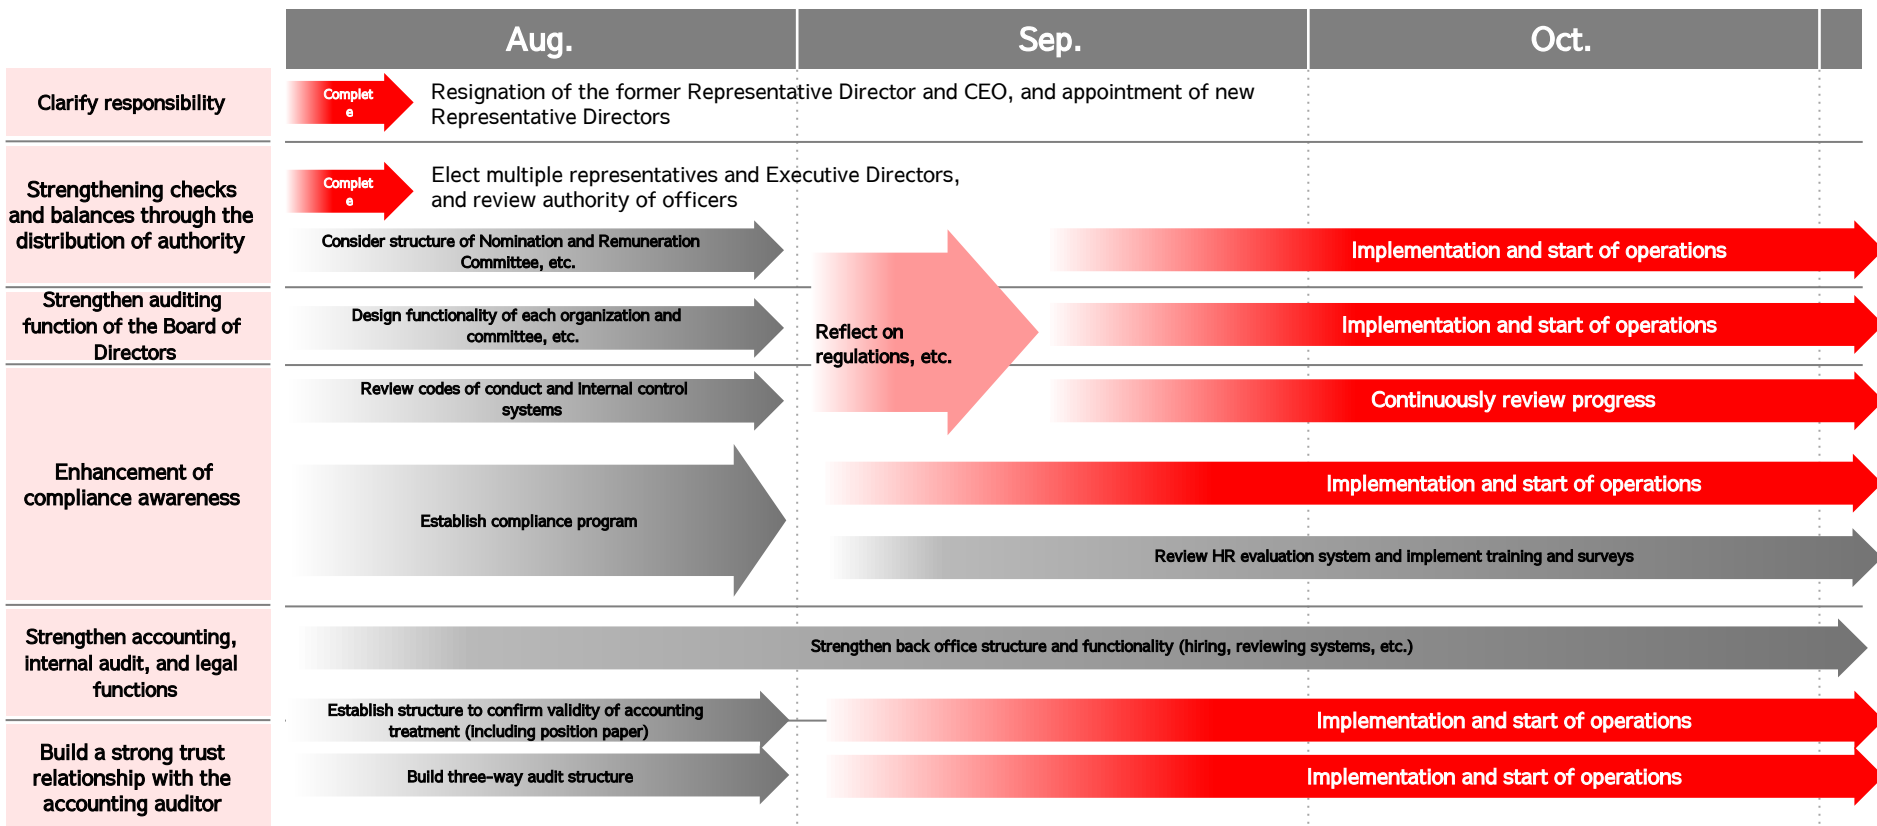 Aug.
Sep.
Oct.
Clarify responsibility
Complet
e
Resignation of the former Representative Director and CEO, and appointment of new
Representative Directors
Strengthening checks
and balances through the
distribution of authority
Complet
e
Elect multiple representatives and Executive Directors,
and review authority of officers
Consider structure of Nomination and Remuneration
Committee, etc.
Implementation and start of operations
Strengthen auditing
function of the Board of
Directors
Design functionality of each organization and
committee, etc.
Reflect on
regulations, etc.
Implementation and start of operations
Enhancement of
compliance awareness
Review codes of conduct and internal control
systems
Continuously review progress
Establish compliance program
Implementation and start of operations
Review HR evaluation system and implement training and surveys
Strengthen accounting,
internal audit, and legal
functions
Strengthen back office structure and functionality (hiring, reviewing systems, etc.)
Establish structure to confirm validity of accounting
treatment (including position paper)
Implementation and start of operations
Build a strong trust
relationship with the
accounting auditor
Build three-way audit structure
Implementation and start of operations